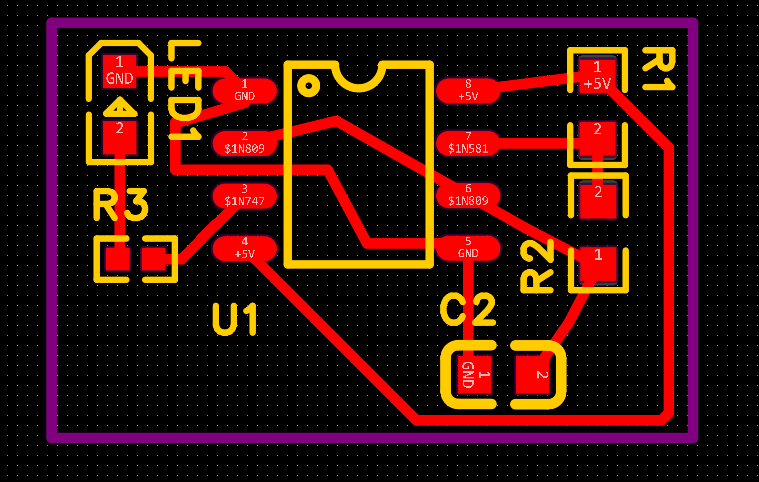 1
GND
LED1
2
R3
1
GND
2
$1N809
3
$1N747
4
+5V
U1
8
+5V
7
$1N581
6
$1N809
5
GND
1
+5V
R1
2
2
1
R2
C2
GND
1
2